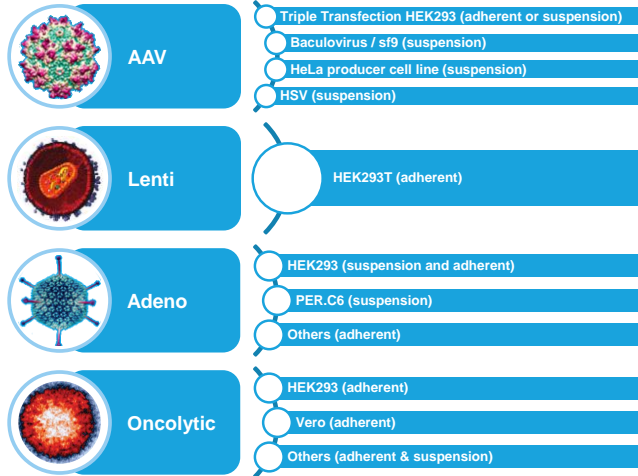 AAV
Triple Transfection HEK293 (adherent or suspension)
Baculovirus / sf9 (suspension)
HeLa producer cell line (suspension)
HSV (suspension)
Lenti
HEK293T (adherent)
Adeno
HEK293 (suspension and adherent)
PER.C6 (suspension)
Others (adherent)
Oncolytic
HEK293 (adherent)
Vero (adherent)
Others (adherent & suspension)